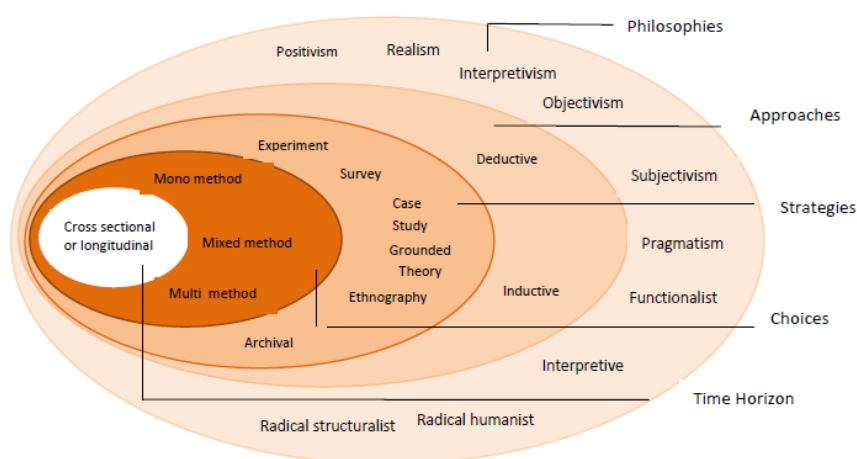 Philosophies
Positivism
Realism
Interpretivism
Objectivism
Approaches
Experiment
Deductive
Mono method
Survey
Subjectivism
Case
Study
Strategies
Cross sectional
or longitudinal
Mixed method
Grounded
Theory
Pragmatism
Multi method
Ethnography
Inductive
Functionalist
Choices
Archival
Interpretive
Time Horizon
Radical structuralist
Radical humanist